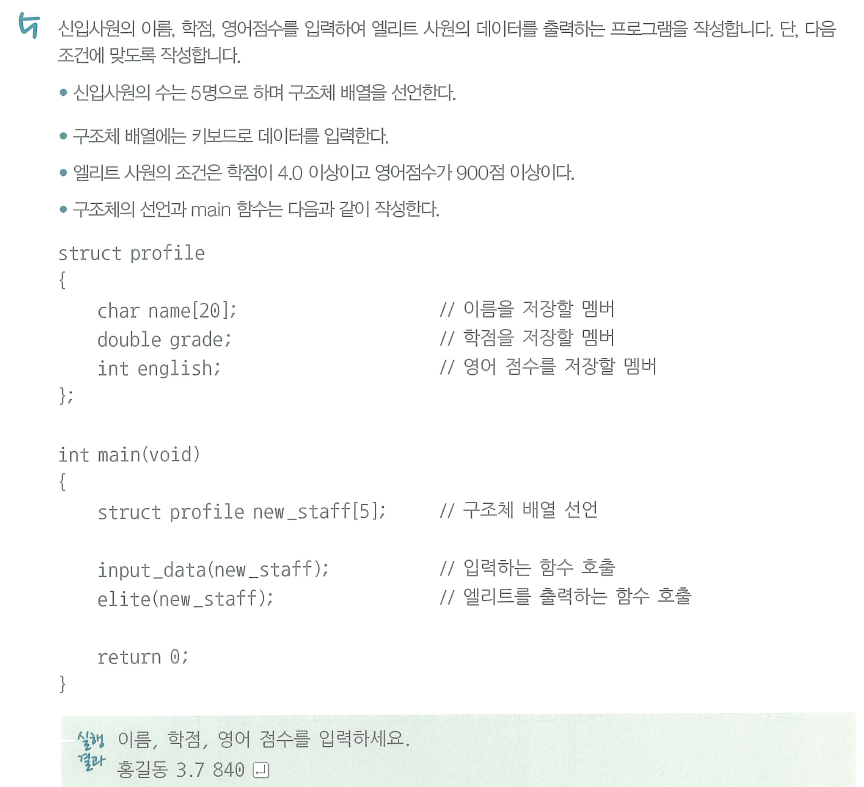 신입사원의 이름, 학점, 영어점수를 입력하여 엘리트 사원의 데이터를 출력하는 프로그램을 작성합니다. 단, 다음
조건에 맞도록 작성합니다.
• 신입사원의 수는 5명으로 하며 구조체 배열을 선언한다.
• 구조체 배열에는 키보드로 데이터를 입력한다.
• 엘리트 사원의 조건은 학점이 4.0 이상이고 영어점수가 900점 이상이다.
• 구조체의 선언과 main 함수는 다음과 같이 작성한다.
struct profile
{
char name[20]; // 이름을 저장할 멤버
double grade; // 학점을 저장할 멤버
int english; // 영어 점수를 저장할 멤버
};
int main(void)
{
struct profile new_staff[5]; // 구조체 배열 선언
input_data(new_staff); // 입력하는 함수 호출
elite(new_staff); // 엘리트를 출력하는 함수 호출
return 0;
}
실행 이름, 학점, 영어 점수를 입력하세요.
결과 홍길동 3.7 840 ↵